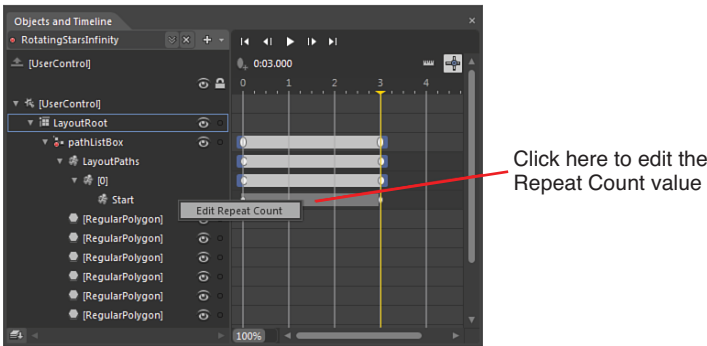 Objects and Timeline
RotatingStarsInfinity
[UserControl]
0:03.000
0 1 2 3 4
[UserControl]
LayoutRoot
pathListBox
LayoutPaths
[0]
Start
Edit Repeat Count
[RegularPolygon]
[RegularPolygon]
[RegularPolygon]
[RegularPolygon]
[RegularPolygon]
[RegularPolygon]
100%
Click here to edit the
Repeat Count value